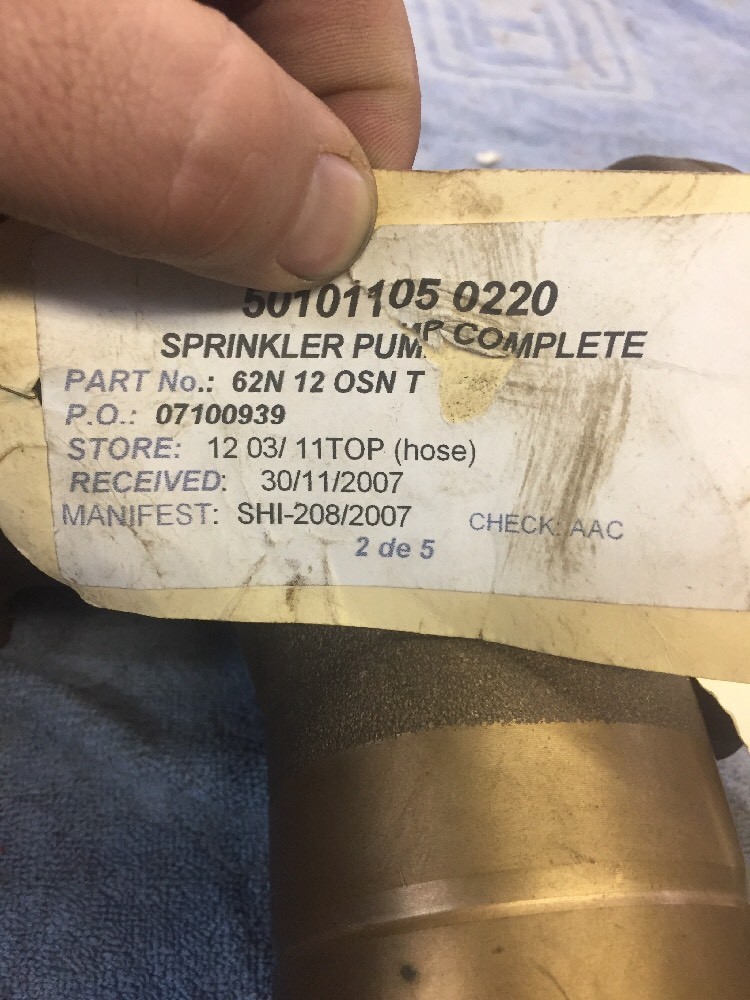 50101105 0220
SPRINKLER PUMP COMPLETE
PART No.: 62N 12 OSN T
P.O.: 07100939
STORE: 12 03/ 11TOP (hose)
RECEIVED: 30/11/2007
MANIFEST: SHI-208/2007 CHECK: AAC
2 de 5